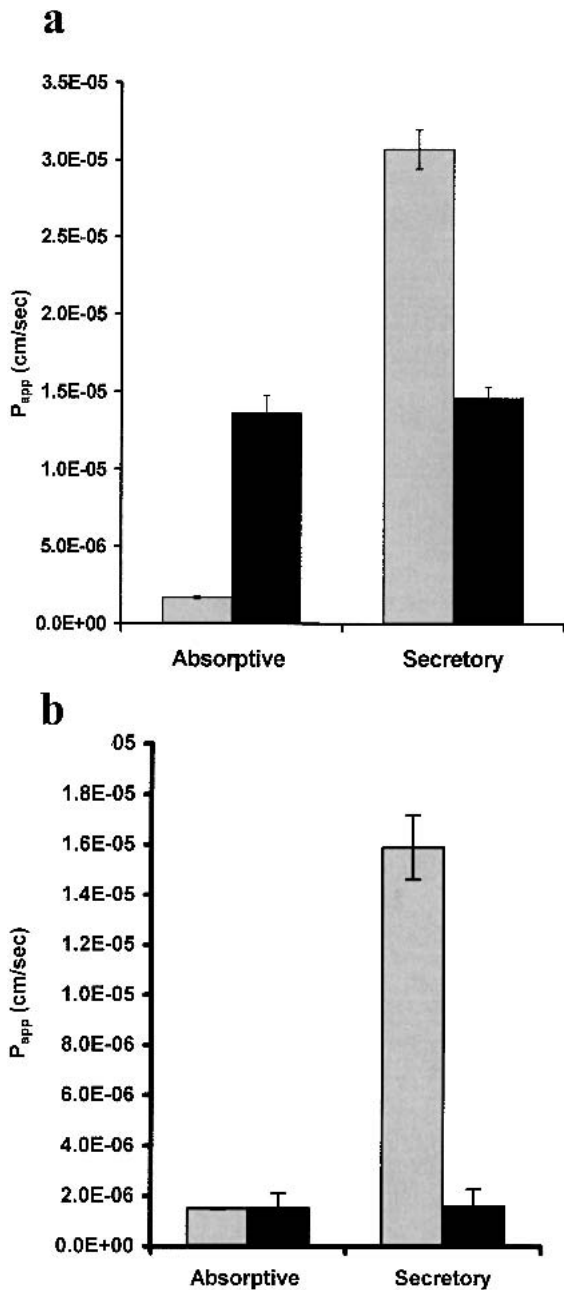 a
3.5E-05
3.0E-05
2.5E-05
2.0E-05
1.5E-05
1.0E-05
5.0E-06
0.0E+00
Papp (cm/sec)
Absorptive Secretory
b
05
1.8E-05
1.6E-05
1.4E-05
1.2E-05
1.0E-05
8.0E-06
6.0E-06
4.0E-06
2.0E-06
0.0E+00
Papp (cm/sec)
Absorptive Secretory